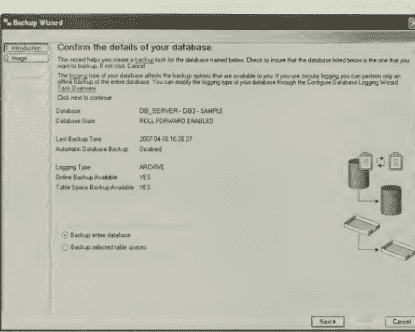 Backup Wizard
1. Introduction
2. Image
Confirm the details of your database.
This wizard helps you create a backup task for the database named below. Check to insure that the database listed below is the one that you
want to backup. If not click Cancel
The logging type of your database affects the backup options that are available to you. If you use circular logging you can perform only an
offline backup of the entire database. You can modify the logging type of your database through the Configure Database Logging Wizard.
Task Overview
Click next to continue
Database DB_SERVER - DB2 - SAMPLE
Database State ROLL FORWARD ENABLED
Last Backup Time 2007-04-16 16.26.27
Automatic Database Backup Disabled
Logging Type ARCHIVE
Online Backup Available YES
Table Space Backup Available YES
Backup entire database
Backup selected table spaces
Next
Cancel